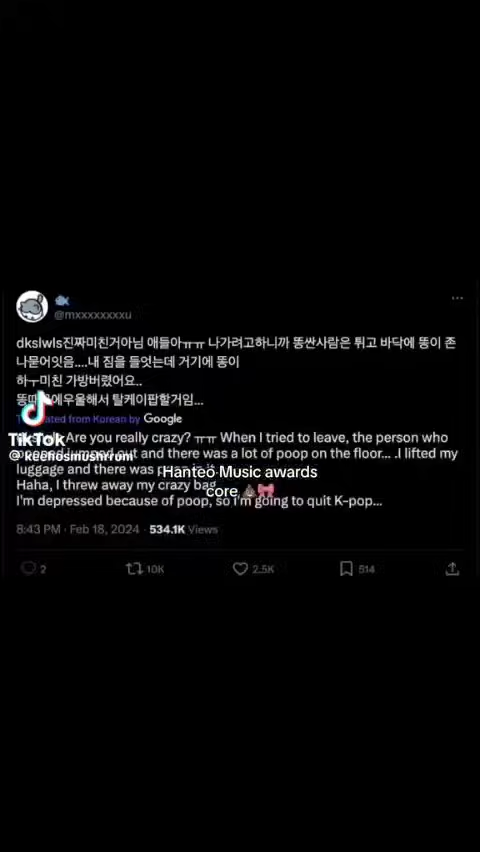 @mxxxxxxxxu
dkslwls진짜미친거아님 애들아ㅠㅠ 나가려고하니까 똥싼사람은 튀고 바닥에 똥이 존
나묻어잇음....내 짐을 들엇는데 거기에 똥이
하ㅜ미친 가방버렸어요..
해서 탈케이팝할거임...
from Korean by Google
Are you really crazy? ㅠㅠ When I tried to leave, the person who
out and there was a lot of poop on the floor... .I lifted my
luggage and there was
Haha, I threw away my crazy bag
I'm depressed because of poop, so i'm going to quit K-pop...
TikTok
@keehosmushrrom
Hanteo Music awards
core 💩🎀
8:43 PM · Feb 18, 2024 · 534.1K Views
2 10K 2.5K 514